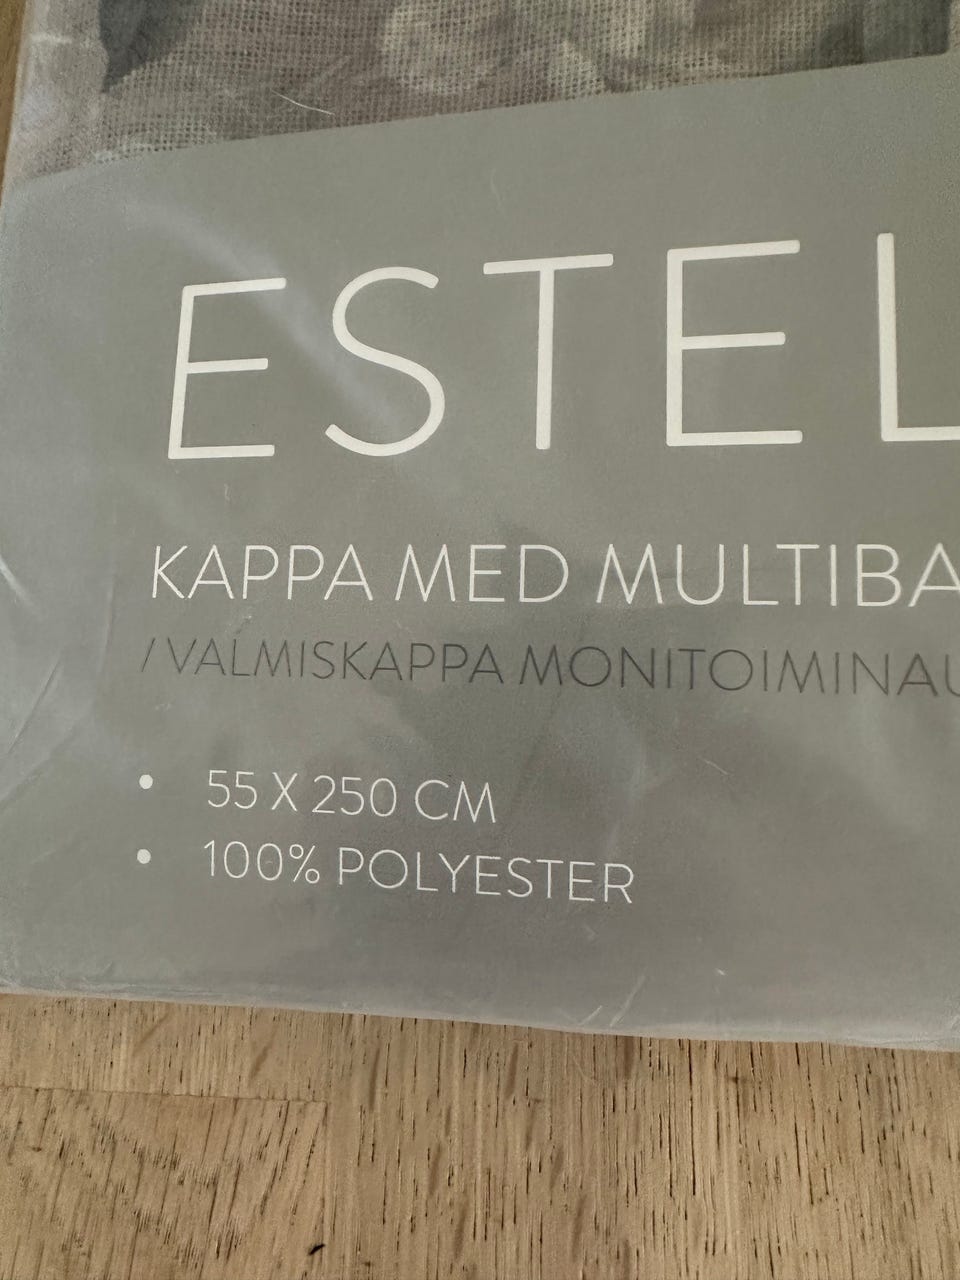 ESTEL
KAPPA MED MULTIBA
/ VALMISKAPPA MONITOIMINAU
• 55 X 250 CM
• 100% POLYESTER